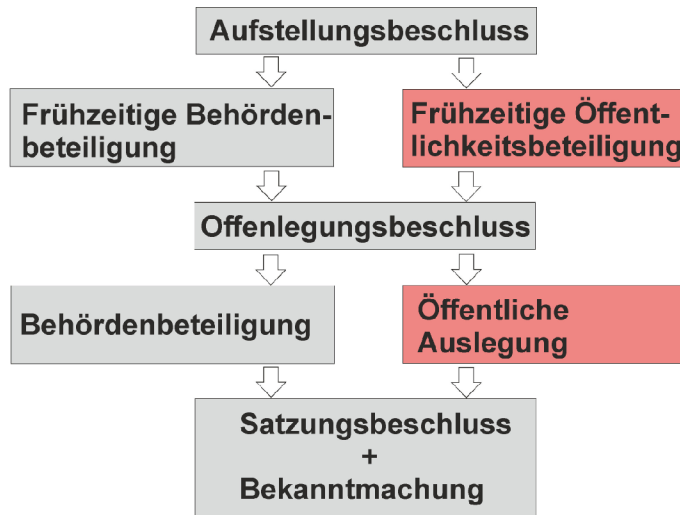 Aufstellungsbeschluss
Frühzeitige Behörden-
beteiligung
Frühzeitige Öffent-
lichkeitsbeteiligung
Offenlegungsbeschluss
Behördenbeteiligung
Öffentliche
Auslegung
Satzungsbeschluss
+
Bekanntmachung